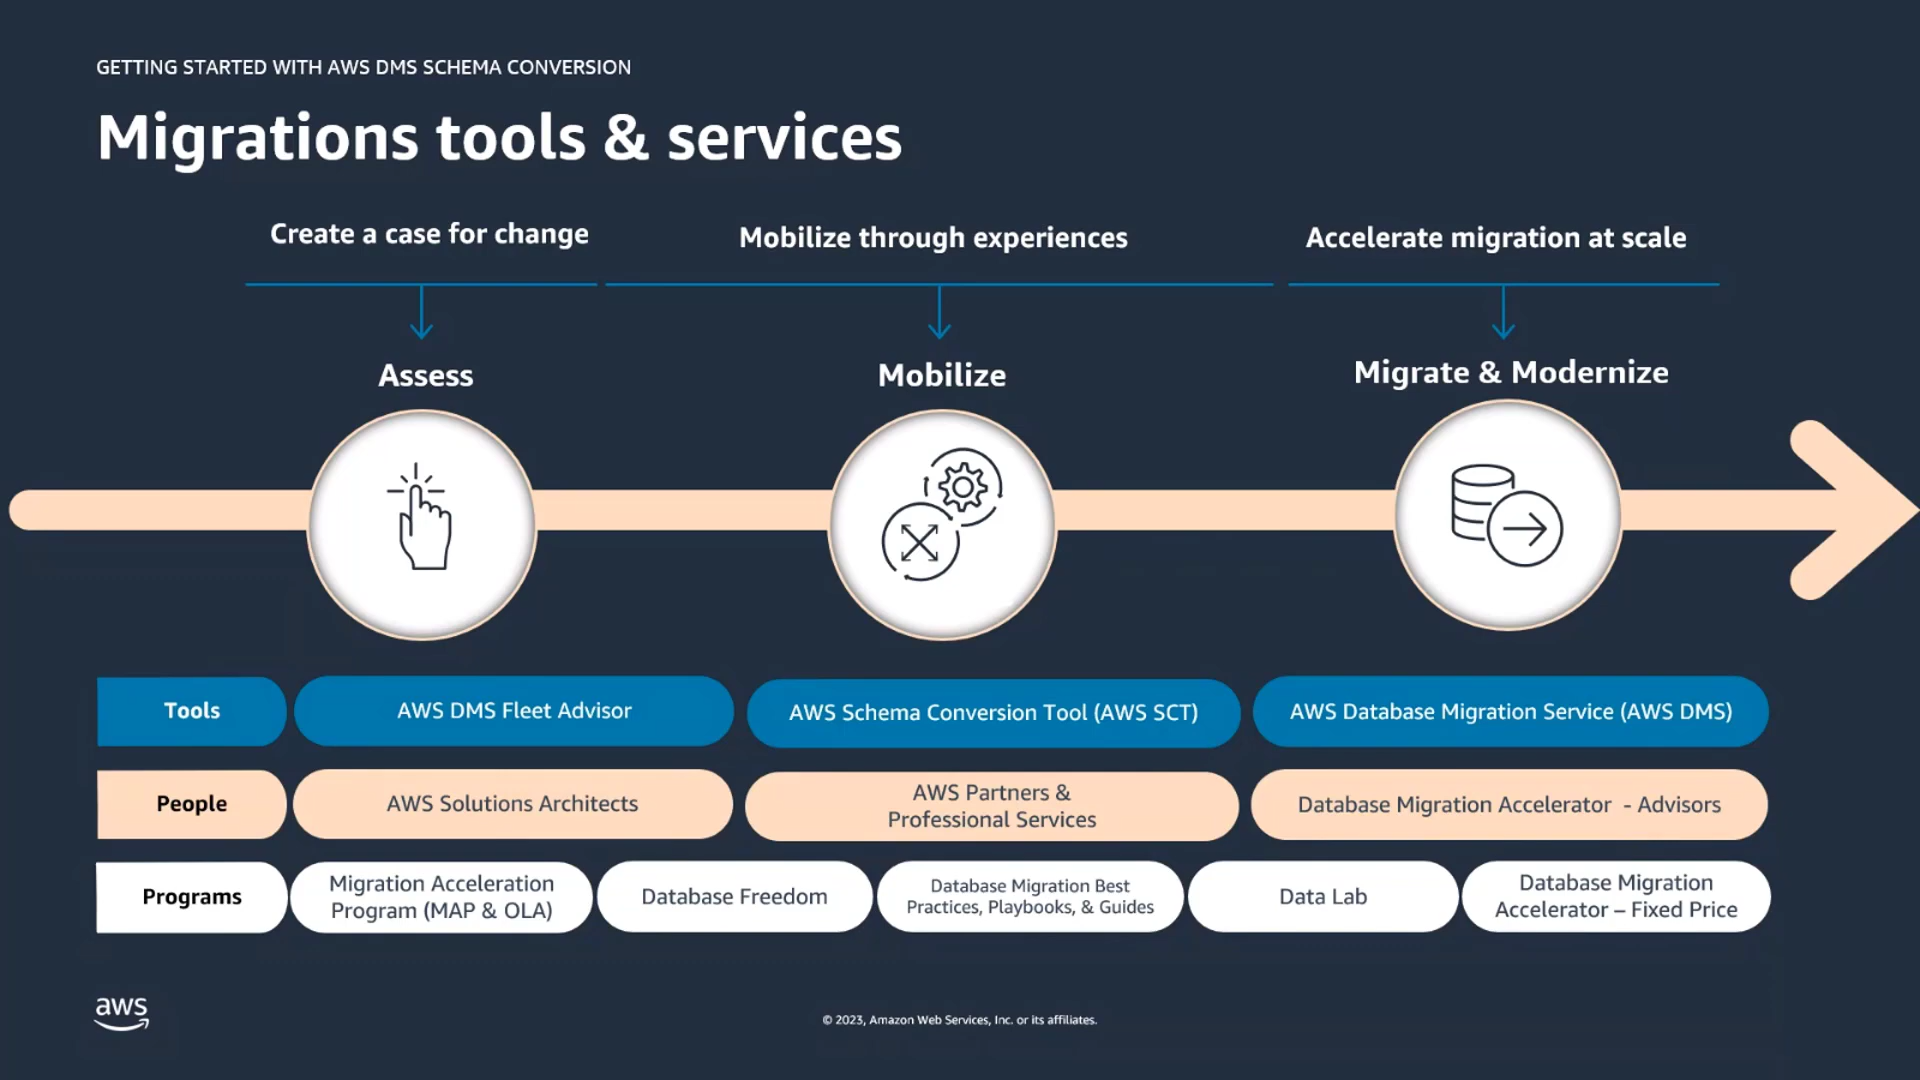 GETTING STARTED WITH AWS DMS SCHEMA CONVERSION
Migrations tools & services
Create a case for change
Mobilize through experiences
Accelerate migration at scale
Assess
Mobilize
Migrate & Modernize
Tools
AWS DMS Fleet Advisor
AWS Schema Conversion Tool (AWS SCT)
AWS Database Migration Service (AWS DMS)
People
AWS Solutions Architects
AWS Partners &
Professional Services
Database Migration Accelerator - Advisors
Programs
Migration Acceleration
Program (MAP & OLA)
Database Freedom
Database Migration Best
Practices, Playbooks, & Guides
Data Lab
Database Migration
Accelerator – Fixed Price
aws
© 2023, Amazon Web Services, Inc. or its affiliates.